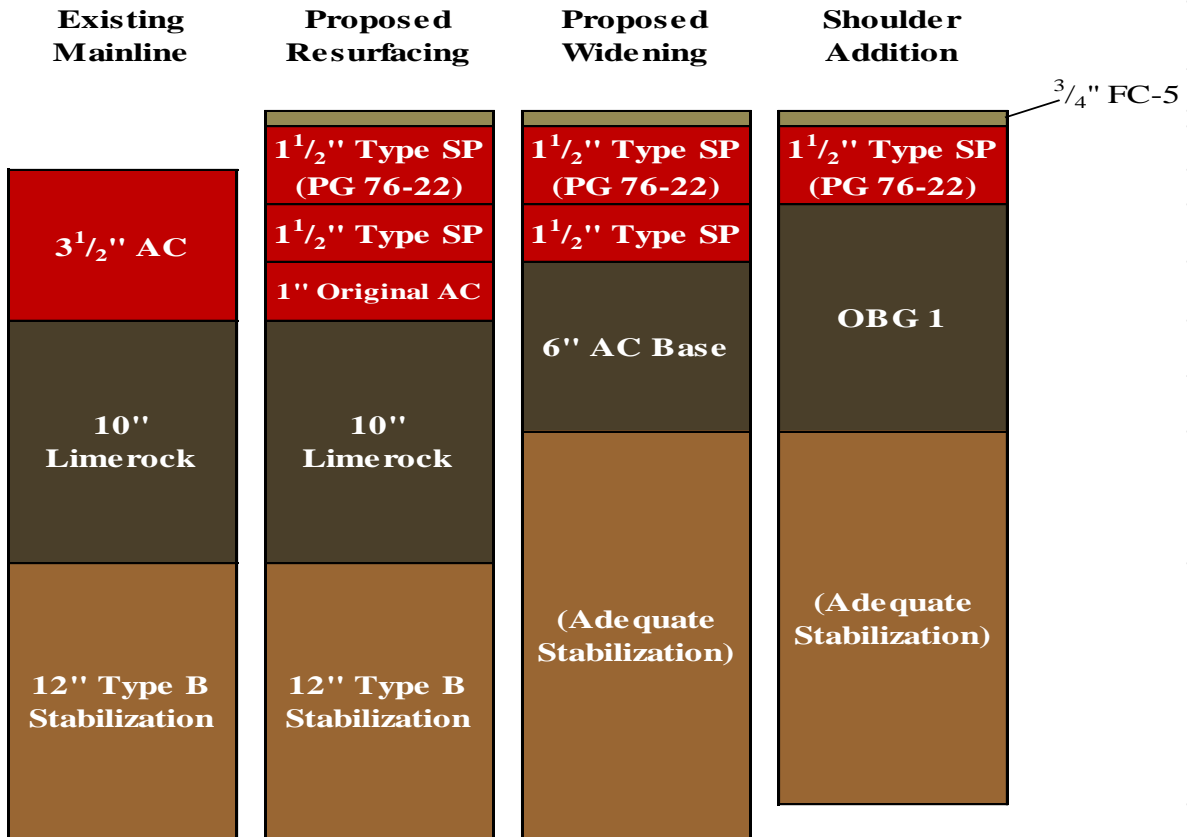 Existing
Mainline
Proposed
Resurfacing
Proposed
Widening
Shoulder
Addition
3/4" FC-5
3 1/2'' AC
10''
Limerock
12'' Type B
Stabilization
1 1/2'' Type SP
(PG 76-22)
1 1/2'' Type SP
1'' Original AC
10''
Limerock
12'' Type B
Stabilization
1 1/2'' Type SP
(PG 76-22)
1 1/2'' Type SP
6'' AC Base
(Adequate
Stabilization)
1 1/2'' Type SP
(PG 76-22)
OBG 1
(Adequate
Stabilization)